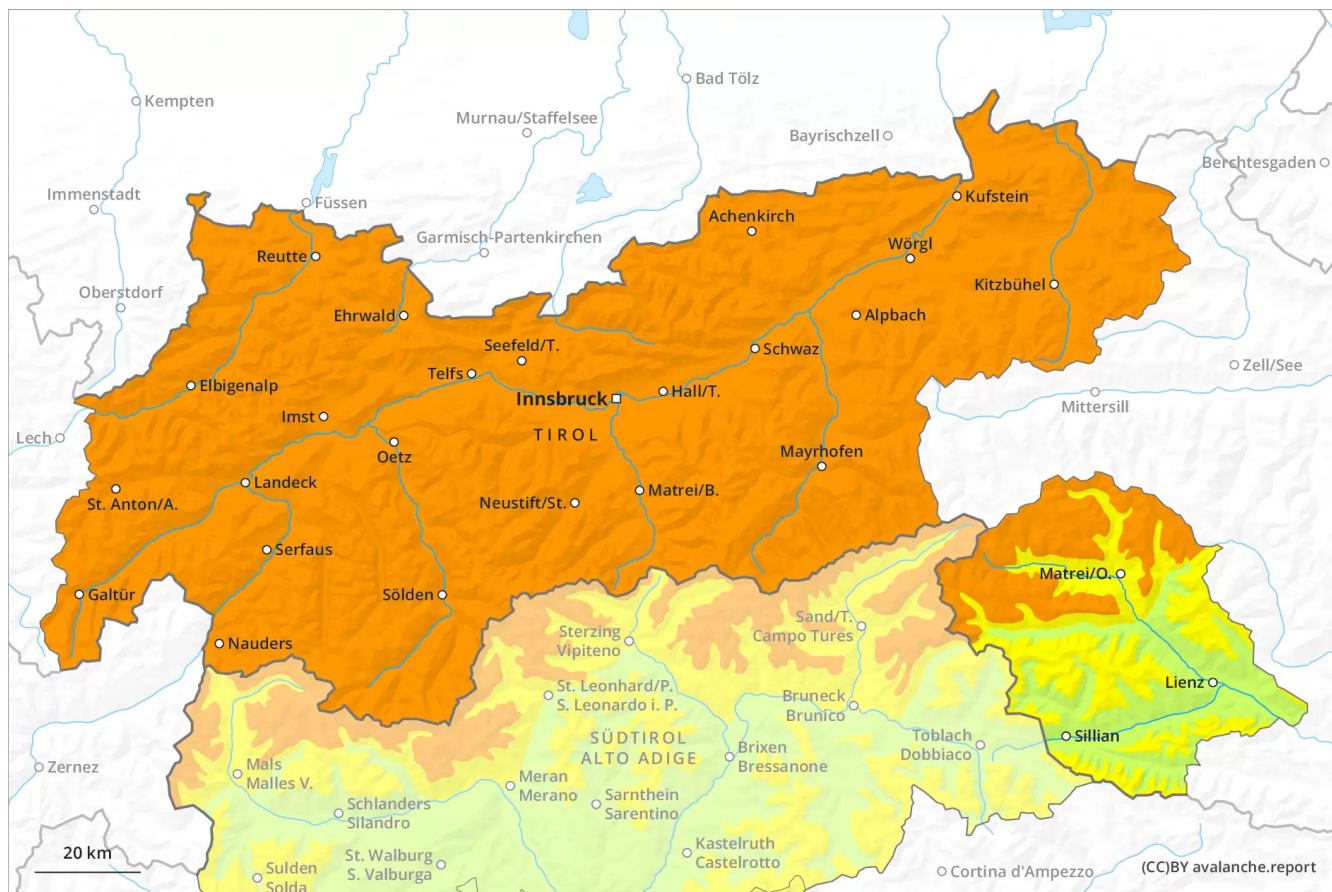 Kempten
Bad Tölz
Murnau/Staffelsee
Bayrischzell
Berchtesgaden
Immenstadt
Füssen
Kufstein
Achenkirch
Garmisch-Partenkirchen
Wörgl
Reutte
Kitzbühel
Oberstdorf
Ehrwald
Alpbach
Seefeld/T.
Schwaz
Zell/See
Telfs
Elbigenalp
Innsbruck
Hall/T.
Mittersill
Imst
TIROL
Lech
Oetz
Mayrhofen
Landeck
St. Anton/A.
Neustift/St.
Matrei/B.
Serfaus
Matrei/O.
Galtür
Sölden
Sand/T.
Campo Tures
Sterzing
Vipiteno
Nauders
Lienz
St. Leonhard/P.
S. Leonardo i. P.
Bruneck
Brunico
SÜDTIROL
ALTO ADIGE
Toblach
Dobbiaco
Sillian
Brixen
Bressanone
Zernez
Mals
Malles V.
Meran
Merano
Sarnthein
Sarentino
Schlanders
Silandro
20 km
St. Walburg
S. Valburga
Kastelruth
Castelrotto
Sulden
Solda
Cortina d'Ampezzo
(CC)BY avalanche.report